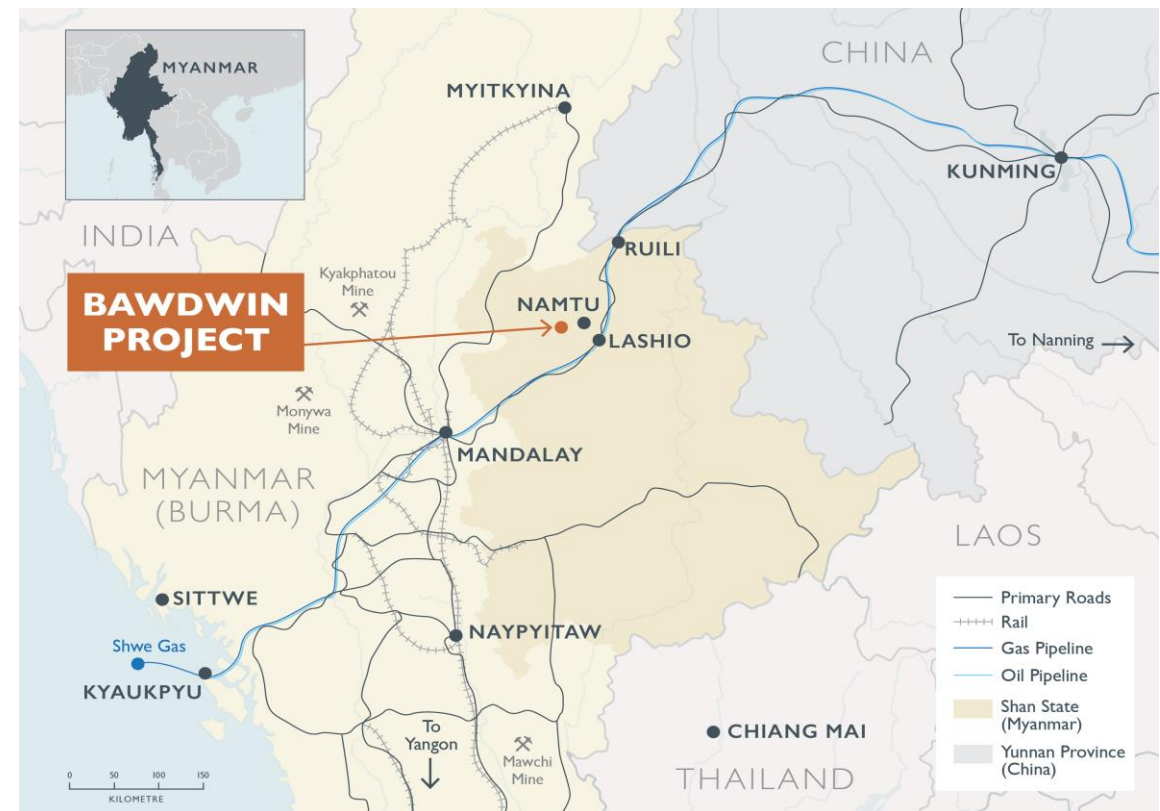 MYANMAR
CHINA
MYITKYINA
KUNMING
INDIA
RUILI
Kyakphatou
Mine
BAWDWIN
PROJECT
NAMTU
LASHIO
To Nanning
Monywa
Mine
MANDALAY
MYANMAR
(BURMA)
LAOS
SITTWE
NAYPYITAW
Shwe Gas
KYAUKPYU
To
Yangon
Mawchi
Mine
CHIANG MAI
THAILAND
0 50 100 150
KILOMETRE
Primary Roads
Rail
Gas Pipeline
Oil Pipeline
Shan State
(Myanmar)
Yunnan Province
(China)